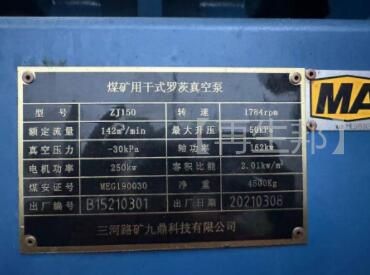 煤矿用干式罗茨真空泵
型号 ZJ150 转速 1784rpm
额定流量 142m³/min 最大升压 50KPa
真空压力 -30kPa 轴功率 162kw
电机功率 250kw 容积比能 2.01kw/m³
煤安证号 MEG190030 净重 4500Kg
出厂编号 B15210301 出厂日期 20210308
三河路矿九鼎科技有限公司
MA